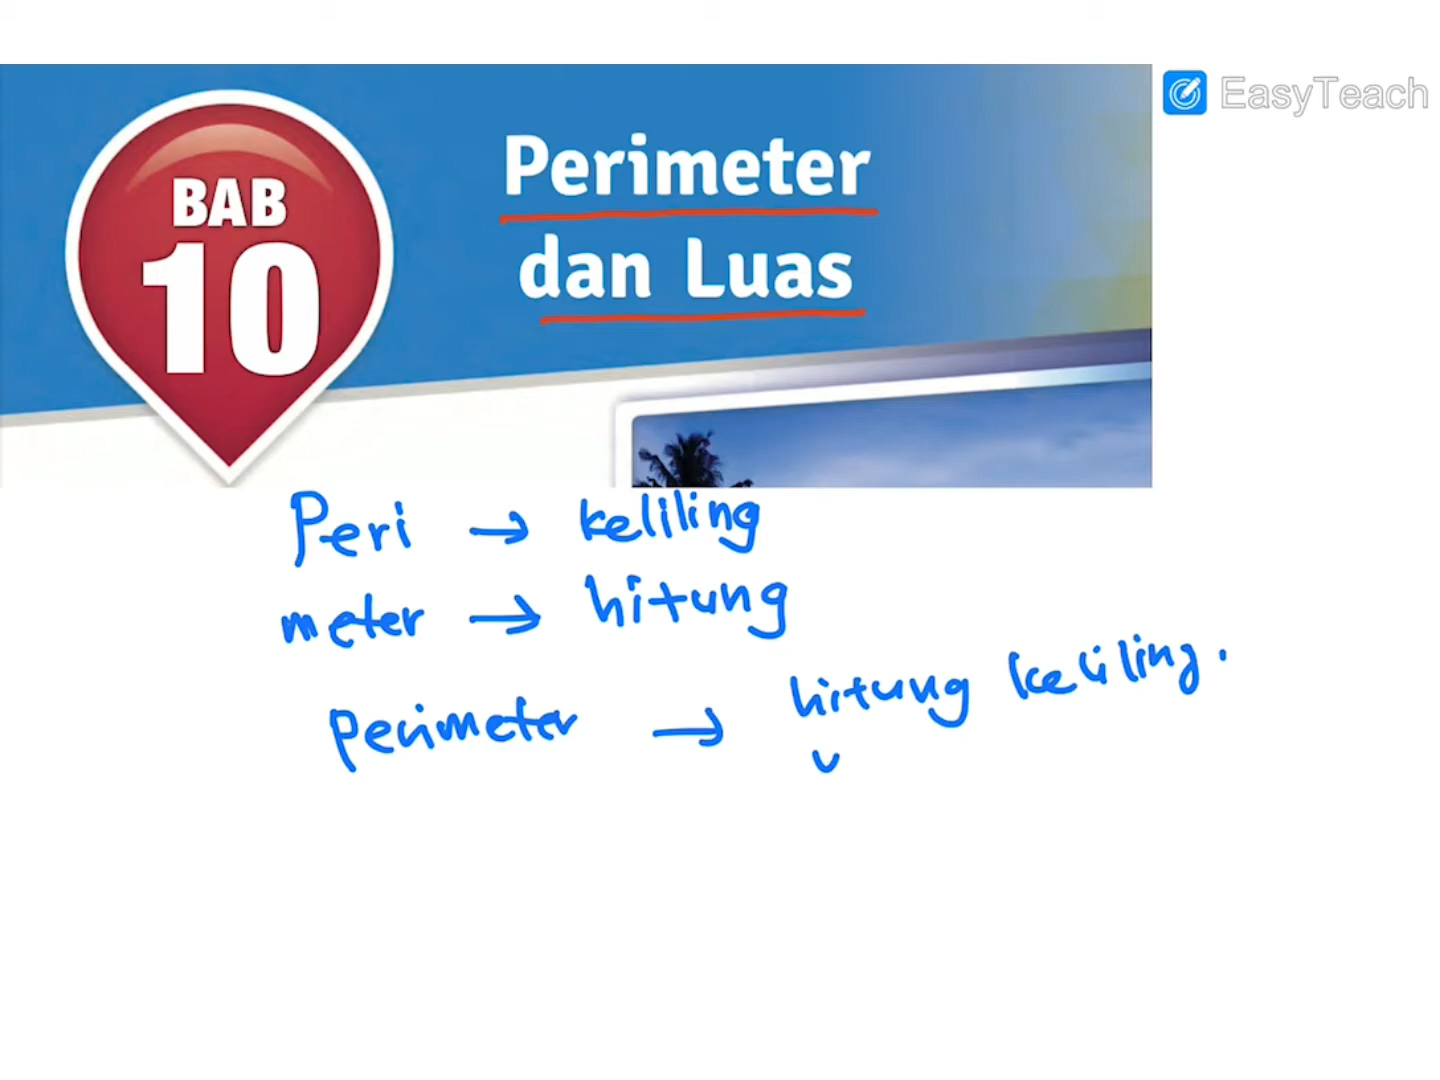 EasyTeach
BAB
10
Perimeter
dan Luas
Peri → keliling
meter → hitung
perimeter → hitung keliling.